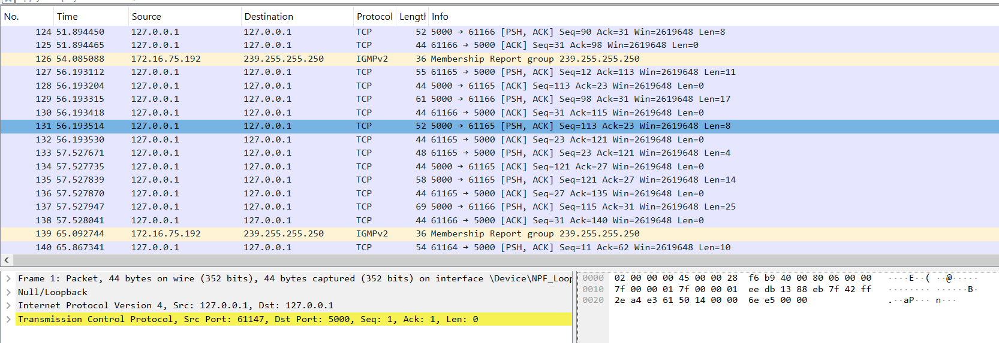 No. Time Source Destination Protocol Length Info
124 51.894450 127.0.0.1 127.0.0.1 TCP 52 5000 → 61166 [PSH, ACK] Seq=90 Ack=31 Win=2619648 Len=8
125 51.894465 127.0.0.1 127.0.0.1 TCP 44 61166 → 5000 [ACK] Seq=31 Ack=98 Win=2619648 Len=0
126 54.085088 172.16.75.192 239.255.255.250 IGMPv2 36 Membership Report group 239.255.255.250
127 56.193112 127.0.0.1 127.0.0.1 TCP 55 61165 → 5000 [PSH, ACK] Seq=12 Ack=113 Win=2619648 Len=11
128 56.193204 127.0.0.1 127.0.0.1 TCP 44 5000 → 61165 [ACK] Seq=113 Ack=23 Win=2619648 Len=0
129 56.193315 127.0.0.1 127.0.0.1 TCP 61 5000 → 61166 [PSH, ACK] Seq=98 Ack=31 Win=2619648 Len=17
130 56.193418 127.0.0.1 127.0.0.1 TCP 44 61166 → 5000 [ACK] Seq=31 Ack=115 Win=2619648 Len=0
131 56.193514 127.0.0.1 127.0.0.1 TCP 52 5000 → 61165 [PSH, ACK] Seq=113 Ack=23 Win=2619648 Len=8
132 56.193530 127.0.0.1 127.0.0.1 TCP 44 61165 → 5000 [ACK] Seq=23 Ack=121 Win=2619648 Len=0
133 57.527671 127.0.0.1 127.0.0.1 TCP 48 61165 → 5000 [PSH, ACK] Seq=23 Ack=121 Win=2619648 Len=4
134 57.527735 127.0.0.1 127.0.0.1 TCP 44 5000 → 61165 [ACK] Seq=121 Ack=27 Win=2619648 Len=0
135 57.527839 127.0.0.1 127.0.0.1 TCP 58 5000 → 61165 [PSH, ACK] Seq=121 Ack=27 Win=2619648 Len=14
136 57.527870 127.0.0.1 127.0.0.1 TCP 44 61165 → 5000 [ACK] Seq=27 Ack=135 Win=2619648 Len=0
137 57.527947 127.0.0.1 127.0.0.1 TCP 69 5000 → 61166 [PSH, ACK] Seq=115 Ack=31 Win=2619648 Len=25
138 57.528041 127.0.0.1 127.0.0.1 TCP 44 61166 → 5000 [ACK] Seq=31 Ack=140 Win=2619648 Len=0
139 65.092744 172.16.75.192 239.255.255.250 IGMPv2 36 Membership Report group 239.255.255.250
140 65.867341 127.0.0.1 127.0.0.1 TCP 54 61164 → 5000 [PSH, ACK] Seq=11 Ack=62 Win=2619648 Len=10
Frame 1: Packet, 44 bytes on wire (352 bits), 44 bytes captured (352 bits) on interface \Device\NPF_Loop
Null/Loopback
Internet Protocol Version 4, Src: 127.0.0.1, Dst: 127.0.0.1
Transmission Control Protocol, Src Port: 61147, Dst Port: 5000, Seq: 1, Ack: 1, Len: 0
0000 02 00 00 00 45 00 00 28 f6 b9 40 00 80 06 00 00 ····E··( ··@·····
0010 7f 00 00 01 7f 00 00 01 ee db 13 88 eb 7f 42 ff ········ ······B·
0020 2e a4 e3 61 50 14 00 00 6e e5 00 00 .··aP··· n···